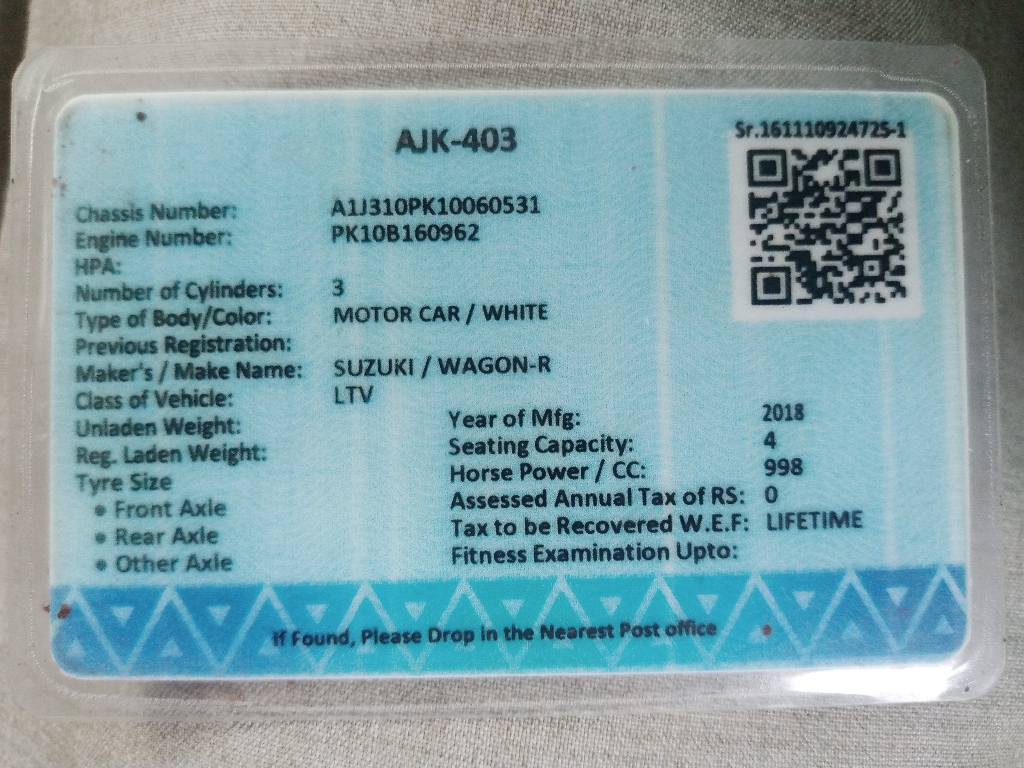 AJK-403
Sr.161110924725-1
Chassis Number: A1J310PK10060531
Engine Number: PK10B160962
HPA:
Number of Cylinders: 3
Type of Body/Color: MOTOR CAR / WHITE
Previous Registration:
Maker's / Make Name: SUZUKI / WAGON-R
Class of Vehicle: LTV
Unladen Weight:
Reg. Laden Weight:
Tyre Size
• Front Axle
• Rear Axle
• Other Axle
Year of Mfg: 2018
Seating Capacity: 4
Horse Power / CC: 998
Assessed Annual Tax of RS: 0
Tax to be Recovered W.E.F: LIFETIME
Fitness Examination Upto:
If Found, Please Drop in the Nearest Post office